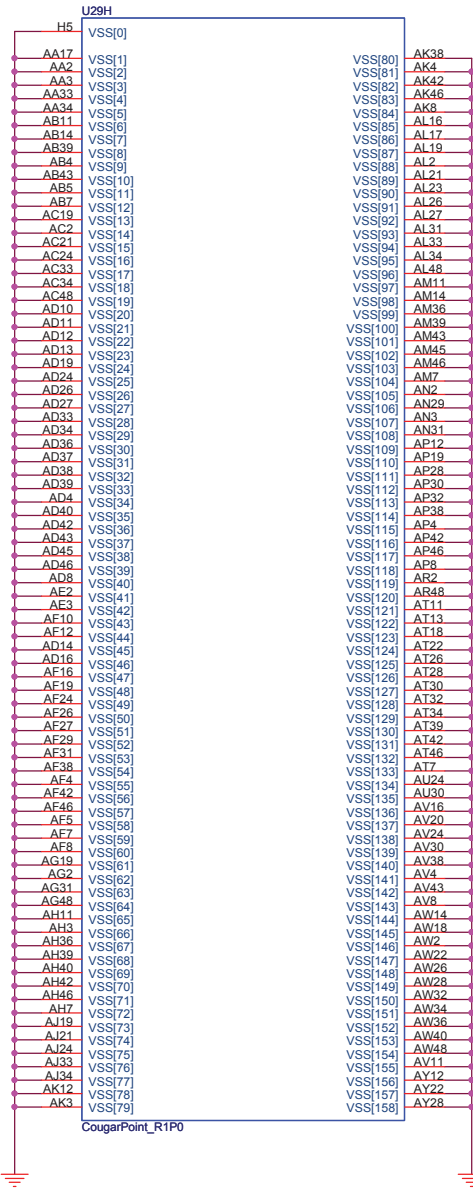 U29H
H5 VSS[0]
AA17 VSS[1] VSS[80] AK38
AA2 VSS[2] VSS[81] AK4
AA3 VSS[3] VSS[82] AK42
AA33 VSS[4] VSS[83] AK46
AA34 VSS[5] VSS[84] AK8
AB11 VSS[6] VSS[85] AL16
AB14 VSS[7] VSS[86] AL17
AB39 VSS[8] VSS[87] AL19
AB4 VSS[9] VSS[88] AL2
AB43 VSS[10] VSS[89] AL21
AB5 VSS[11] VSS[90] AL23
AB7 VSS[12] VSS[91] AL26
AC19 VSS[13] VSS[92] AL27
AC2 VSS[14] VSS[93] AL31
AC21 VSS[15] VSS[94] AL33
AC24 VSS[16] VSS[95] AL34
AC33 VSS[17] VSS[96] AL48
AC34 VSS[18] VSS[97] AM11
AC48 VSS[19] VSS[98] AM14
AD10 VSS[20] VSS[99] AM36
AD11 VSS[21] VSS[100] AM39
AD12 VSS[22] VSS[101] AM43
AD13 VSS[23] VSS[102] AM45
AD19 VSS[24] VSS[103] AM46
AD24 VSS[25] VSS[104] AM7
AD26 VSS[26] VSS[105] AN2
AD27 VSS[27] VSS[106] AN29
AD33 VSS[28] VSS[107] AN3
AD34 VSS[29] VSS[108] AN31
AD36 VSS[30] VSS[109] AP12
AD37 VSS[31] VSS[110] AP19
AD38 VSS[32] VSS[111] AP28
AD39 VSS[33] VSS[112] AP30
AD4 VSS[34] VSS[113] AP32
AD40 VSS[35] VSS[114] AP38
AD42 VSS[36] VSS[115] AP4
AD43 VSS[37] VSS[116] AP42
AD45 VSS[38] VSS[117] AP46
AD46 VSS[39] VSS[118] AP8
AD8 VSS[40] VSS[119] AR2
AE2 VSS[41] VSS[120] AR48
AE3 VSS[42] VSS[121] AT11
AF10 VSS[43] VSS[122] AT13
AF12 VSS[44] VSS[123] AT18
AD14 VSS[45] VSS[124] AT22
AD16 VSS[46] VSS[125] AT26
AF16 VSS[47] VSS[126] AT28
AF19 VSS[48] VSS[127] AT30
AF24 VSS[49] VSS[128] AT32
AF26 VSS[50] VSS[129] AT34
AF27 VSS[51] VSS[130] AT39
AF29 VSS[52] VSS[131] AT42
AF31 VSS[53] VSS[132] AT46
AF38 VSS[54] VSS[133] AT7
AF4 VSS[55] VSS[134] AU24
AF42 VSS[56] VSS[135] AU30
AF46 VSS[57] VSS[136] AV16
AF5 VSS[58] VSS[137] AV20
AF7 VSS[59] VSS[138] AV24
AF8 VSS[60] VSS[139] AV30
AG19 VSS[61] VSS[140] AV38
AG2 VSS[62] VSS[141] AV4
AG31 VSS[63] VSS[142] AV43
AG48 VSS[64] VSS[143] AV8
AH11 VSS[65] VSS[144] AW14
AH3 VSS[66] VSS[145] AW18
AH36 VSS[67] VSS[146] AW2
AH39 VSS[68] VSS[147] AW22
AH40 VSS[69] VSS[148] AW26
AH42 VSS[70] VSS[149] AW28
AH46 VSS[71] VSS[150] AW32
AH7 VSS[72] VSS[151] AW34
AJ19 VSS[73] VSS[152] AW36
AJ21 VSS[74] VSS[153] AW40
AJ24 VSS[75] VSS[154] AW48
AJ33 VSS[76] VSS[155] AV11
AJ34 VSS[77] VSS[156] AY12
AK12 VSS[78] VSS[157] AY22
AK3 VSS[79] VSS[158] AY28
CougarPoint_R1P0